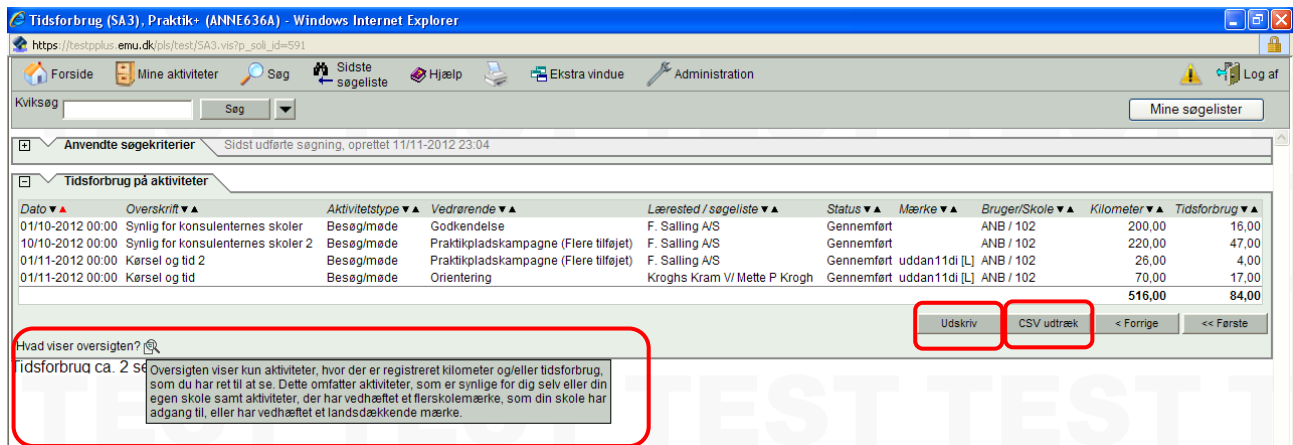 Tidsforbrug (SA3), Praktik+ (ANNE636A) - Windows Internet Explorer
https://testpplus.emu.dk/pls/test/SA3.vis?p_soli_id=591
Forside Mine aktiviteter Søg Sidste søgeliste Hjælp Ekstra vindue Administration Log af
Kviksøg Søg Mine søgelister
Anvendte søgekriterier Sidst udførte søgning, oprettet 11/11-2012 23:04
Tidsforbrug på aktiviteter
Dato ▼▲ Overskrift ▼▲ Aktivitetstype ▼▲ Vedrørende ▼▲ Lærested / søgeliste ▼▲ Status ▼▲ Mærke ▼▲ Bruger/Skole ▼▲ Kilometer ▼▲ Tidsforbrug ▼▲
01/10-2012 00:00 Synlig for konsulenternes skoler Besøg/møde Godkendelse F. Salling A/S Gennemført ANB / 102 200,00 16,00
10/10-2012 00:00 Synlig for konsulenternes skoler 2 Besøg/møde Praktikpladskampagne (Flere tilføjet) F. Salling A/S Gennemført ANB / 102 220,00 47,00
01/11-2012 00:00 Kørsel og tid 2 Besøg/møde Praktikpladskampagne (Flere tilføjet) F. Salling A/S Gennemført uddan11di [L] ANB / 102 26,00 4,00
01/11-2012 00:00 Kørsel og tid Besøg/møde Orientering Kroghs Kram V/ Mette P Krogh Gennemført uddan11di [L] ANB / 102 70,00 17,00
516,00 84,00
Udskriv CSV udtræk < Forrige << Første
Hvad viser oversigten?
Tidsforbrug ca. 2 se
Oversigten viser kun aktiviteter, hvor der er registreret kilometer og/eller tidsforbrug,
som du har ret til at se. Dette omfatter aktiviteter, som er synlige for dig selv eller din
egen skole samt aktiviteter, der har vedhæftet et flerskolemærke, som din skole har
adgang til, eller har vedhæftet et landsdækkende mærke.
TEST TEST TEST TEST